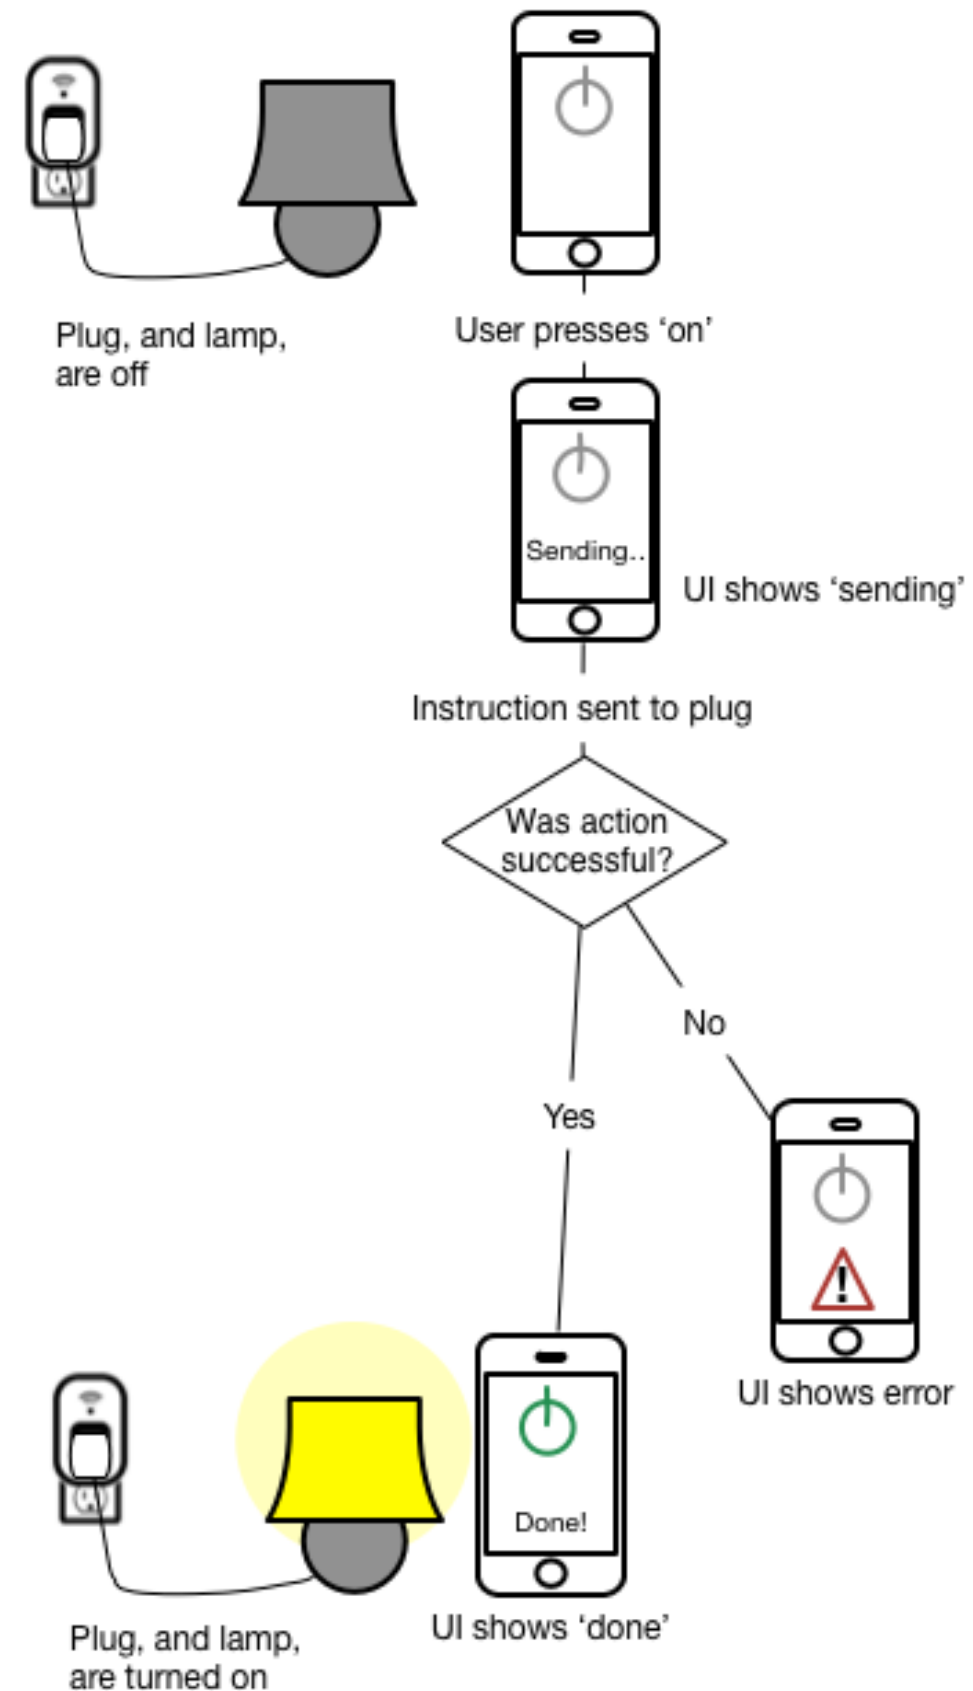 Plug, and lamp,
are off
User presses ‘on’
Sending..
UI shows ‘sending’
Instruction sent to plug
Was action
successful?
No
Yes
!
UI shows error
Done!
UI shows ‘done’
Plug, and lamp,
are turned on